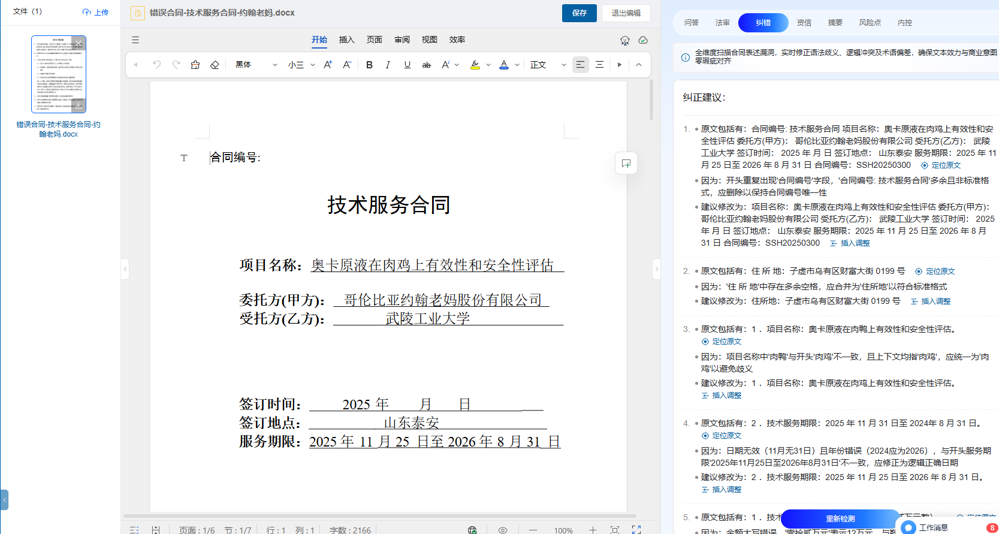 文件（1）
上传
错误合同-技术服务合同-约
翰老妈.docx
错误合同-技术服务合同-约翰老妈.docx
保存
退出编辑
开始 插入 页面 审阅 视图 效率
黑体 小三 A+ A- B I U ab A A 正文
合同编号:
技术服务合同
项目名称：奥卡原液在肉鸡上有效性和安全性评估
委托方(甲方)： 哥伦比亚约翰老妈股份有限公司
受托方(乙方)： 武陵工业大学
签订时间： 2025 年 月 日
签订地点： 山东泰安
服务期限：2025 年 11 月 25 日至 2026 年 8 月 31 日
页面：1/6 节：1/7 行：1 列：1 字数：2166 100%
问答 法审 纠错 资信 摘要 风险点 内控
全维度扫描合同表述漏洞，实时修正语法歧义、逻辑冲突及术语偏差，确保文本效力与商业意图
零瑕疵对齐
纠正建议：
1. 原文包括有：合同编号: 技术服务合同 项目名称：奥卡原液在肉鸡上有效性和安
全性评估 委托方(甲方)： 哥伦比亚约翰老妈股份有限公司 受托方(乙方)： 武陵
工业大学 签订时间： 2025 年 月 日 签订地点： 山东泰安 服务期限：2025 年 11
月 25 日至 2026 年 8 月 31 日 合同编号：SSH20250300 定位原文
因为：开头重复出现'合同编号'字段，'合同编号: 技术服务合同'多余且非标准格
式，应删除以保持合同编号唯一性
建议修改为：项目名称：奥卡原液在肉鸡上有效性和安全性评估 委托方(甲方)：
哥伦比亚约翰老妈股份有限公司 受托方(乙方)： 武陵工业大学 签订时间： 2025
年 月 日 签订地点： 山东泰安 服务期限：2025 年 11 月 25 日至 2026 年 8 月
31 日 合同编号：SSH20250300 插入调整
2. 原文包括有：住 所 地：子虚市乌有区财富大街 0199 号 定位原文
因为：'住 所 地'中存在多余空格，应合并为'住所地'以符合标准格式
建议修改为：住所地：子虚市乌有区财富大街 0199 号 插入调整
3. 原文包括有：1 ．项目名称：奥卡原液在肉鸭上有效性和安全性评估。
定位原文
因为：项目名称中'肉鸭'与开头'肉鸡'不一致，且上下文均指'肉鸡'，应统一为'肉
鸡'以避免歧义
建议修改为：1 ．项目名称：奥卡原液在肉鸡上有效性和安全性评估。
插入调整
4. 原文包括有：2 ．技术服务期限：2025 年 11 月 31 日至 2024年 8 月 31 日。
定位原文
因为：日期无效（11月无31日）且年份错误（2024应为2026），与开头服务期
限'2025年11月25日至2026年8月31日'不一致，应修正为逻辑正确日期
建议修改为：2 ．技术服务期限：2025 年 11 月 25 日至 2026 年 8 月 31 日。
插入调整
5. 原文包括有：1 ．技
重新检测
工作消息 8